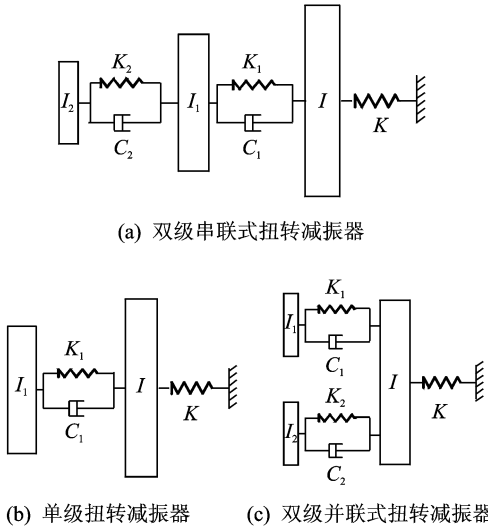 K₂ K₁
I₂ I₁ I
C₂ C₁ K
(a) 双级串联式扭转减振器
K₁
I₁ I
C₁ K
K₁
I₁ C₁
K₂ I K
I₂ C₂
(b) 单级扭转减振器 (c) 双级并联式扭转减振器